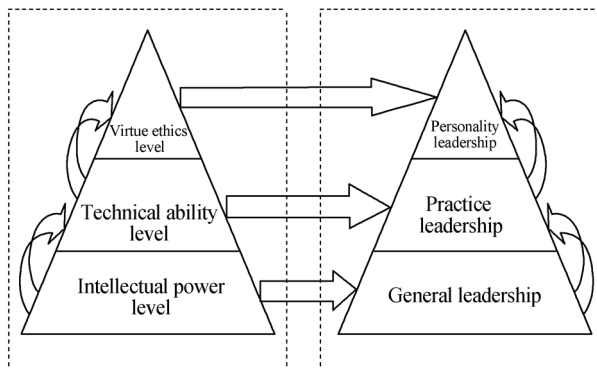 Virtue ethics
level
Technical ability
level
Intellectual power
level
Personality
leadership
Practice
leadership
General leadership